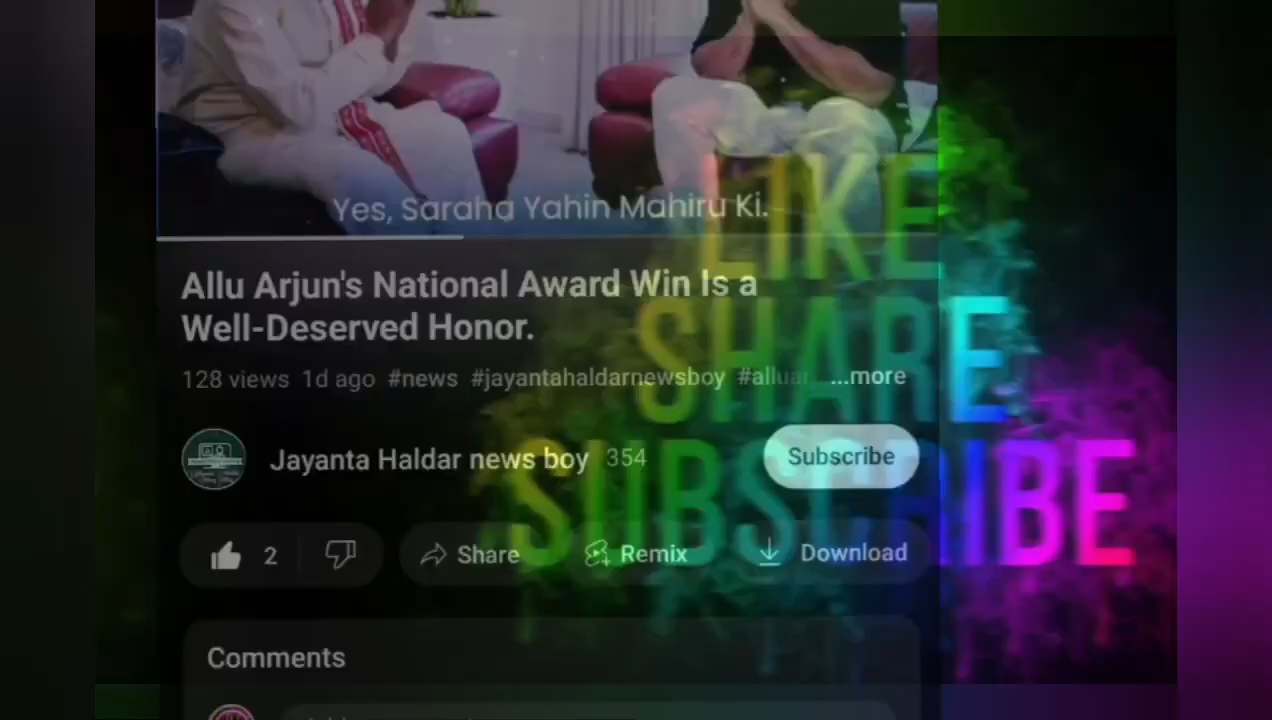 Yes, Saraha Yahin Mahiru Ki.
Allu Arjun's National Award Win Is a
Well-Deserved Honor.
128 views 1d ago #news #jayantahaldarnewsboy #alluar ...more
Jayanta Haldar news boy 354
Subscribe
2
Share
Remix
Download
Comments
LIKE
SHARE
SUBSCRIBE